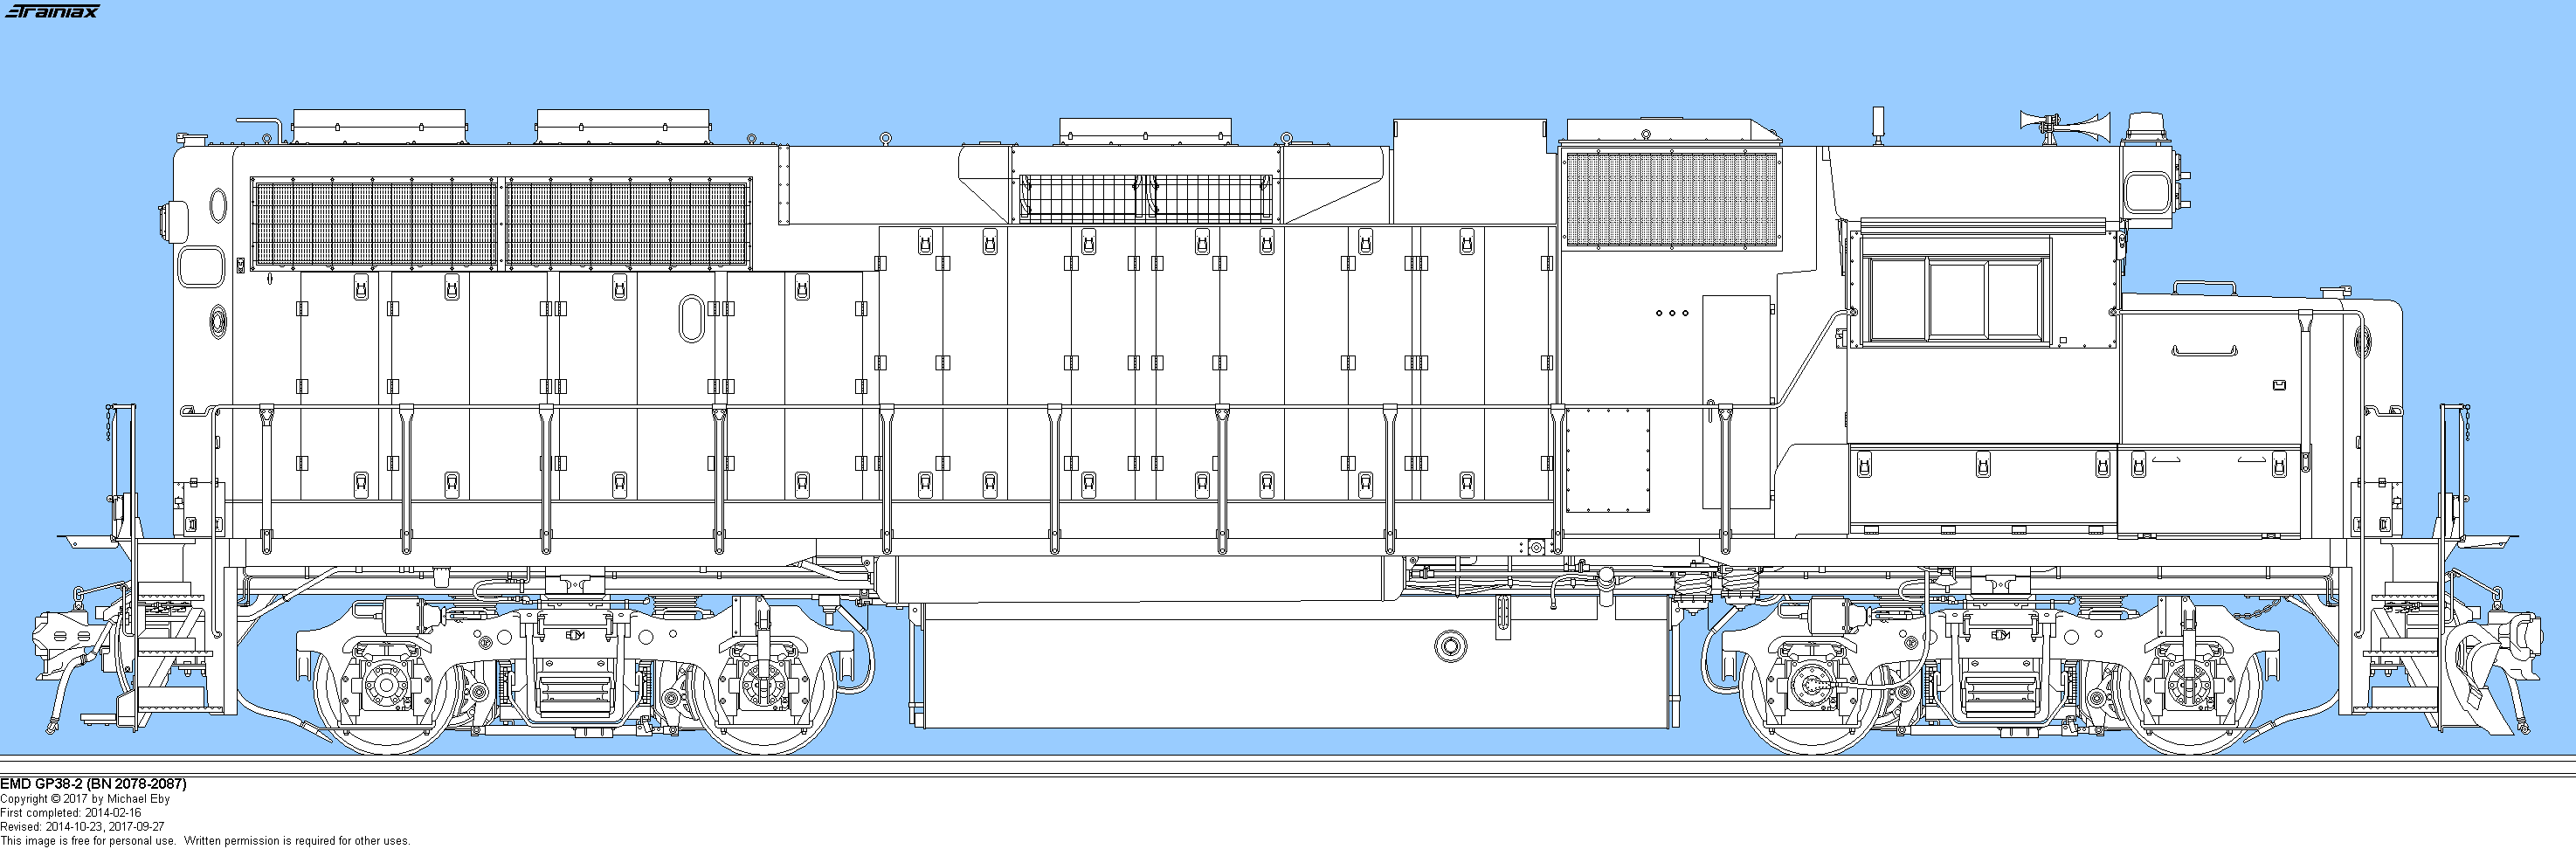 Trainiax
EMD GP38-2 (BN 2078-2087)
Copyright © 2017 by Michael Eby
First completed: 2014-02-16
Revised: 2014-10-23, 2017-09-27
This image is free for personal use.  Written permission is required for other uses.